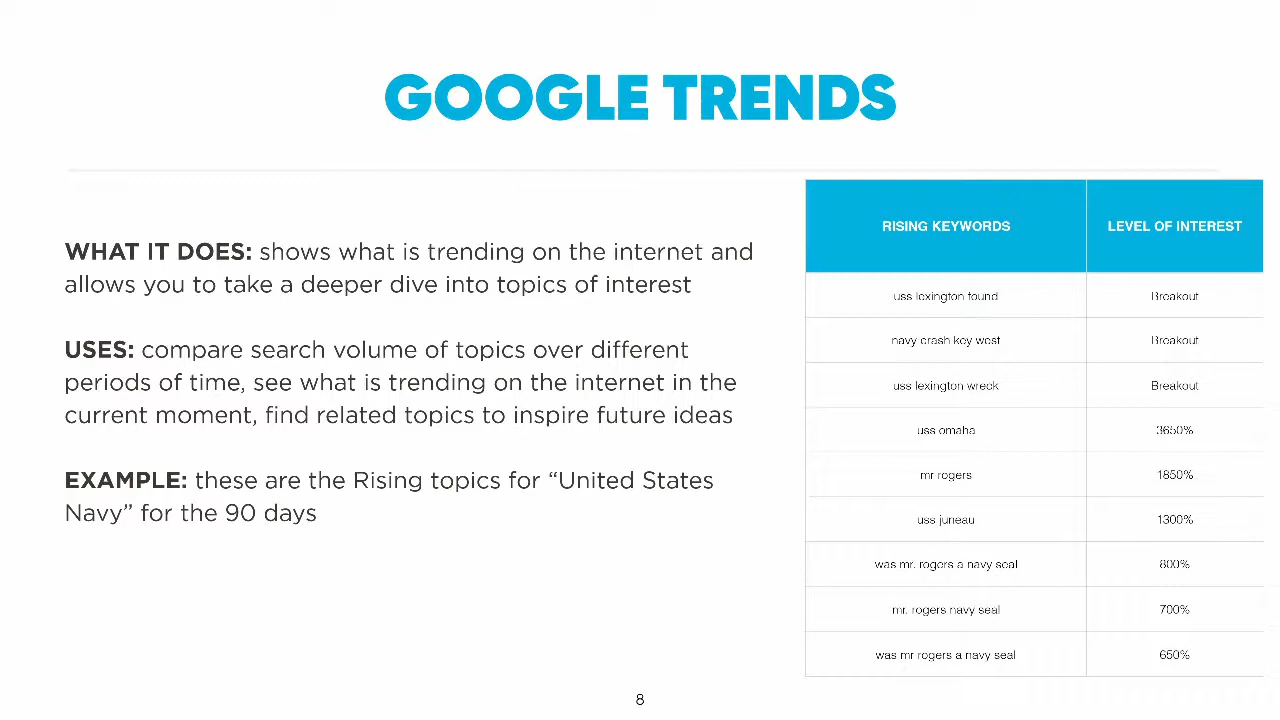 GOOGLE TRENDS
WHAT IT DOES: shows what is trending on the internet and
allows you to take a deeper dive into topics of interest
USES: compare search volume of topics over different
periods of time, see what is trending on the internet in the
current moment, find related topics to inspire future ideas
EXAMPLE: these are the Rising topics for “United States
Navy” for the 90 days
RISING KEYWORDS LEVEL OF INTEREST
uss lexington found Breakout
navy crash key west Breakout
uss lexington wreck Breakout
uss omaha 3650%
mr rogers 1850%
uss juneau 1300%
was mr. rogers a navy seal 800%
mr. rogers navy seal 700%
was mr rogers a navy seal 650%
8